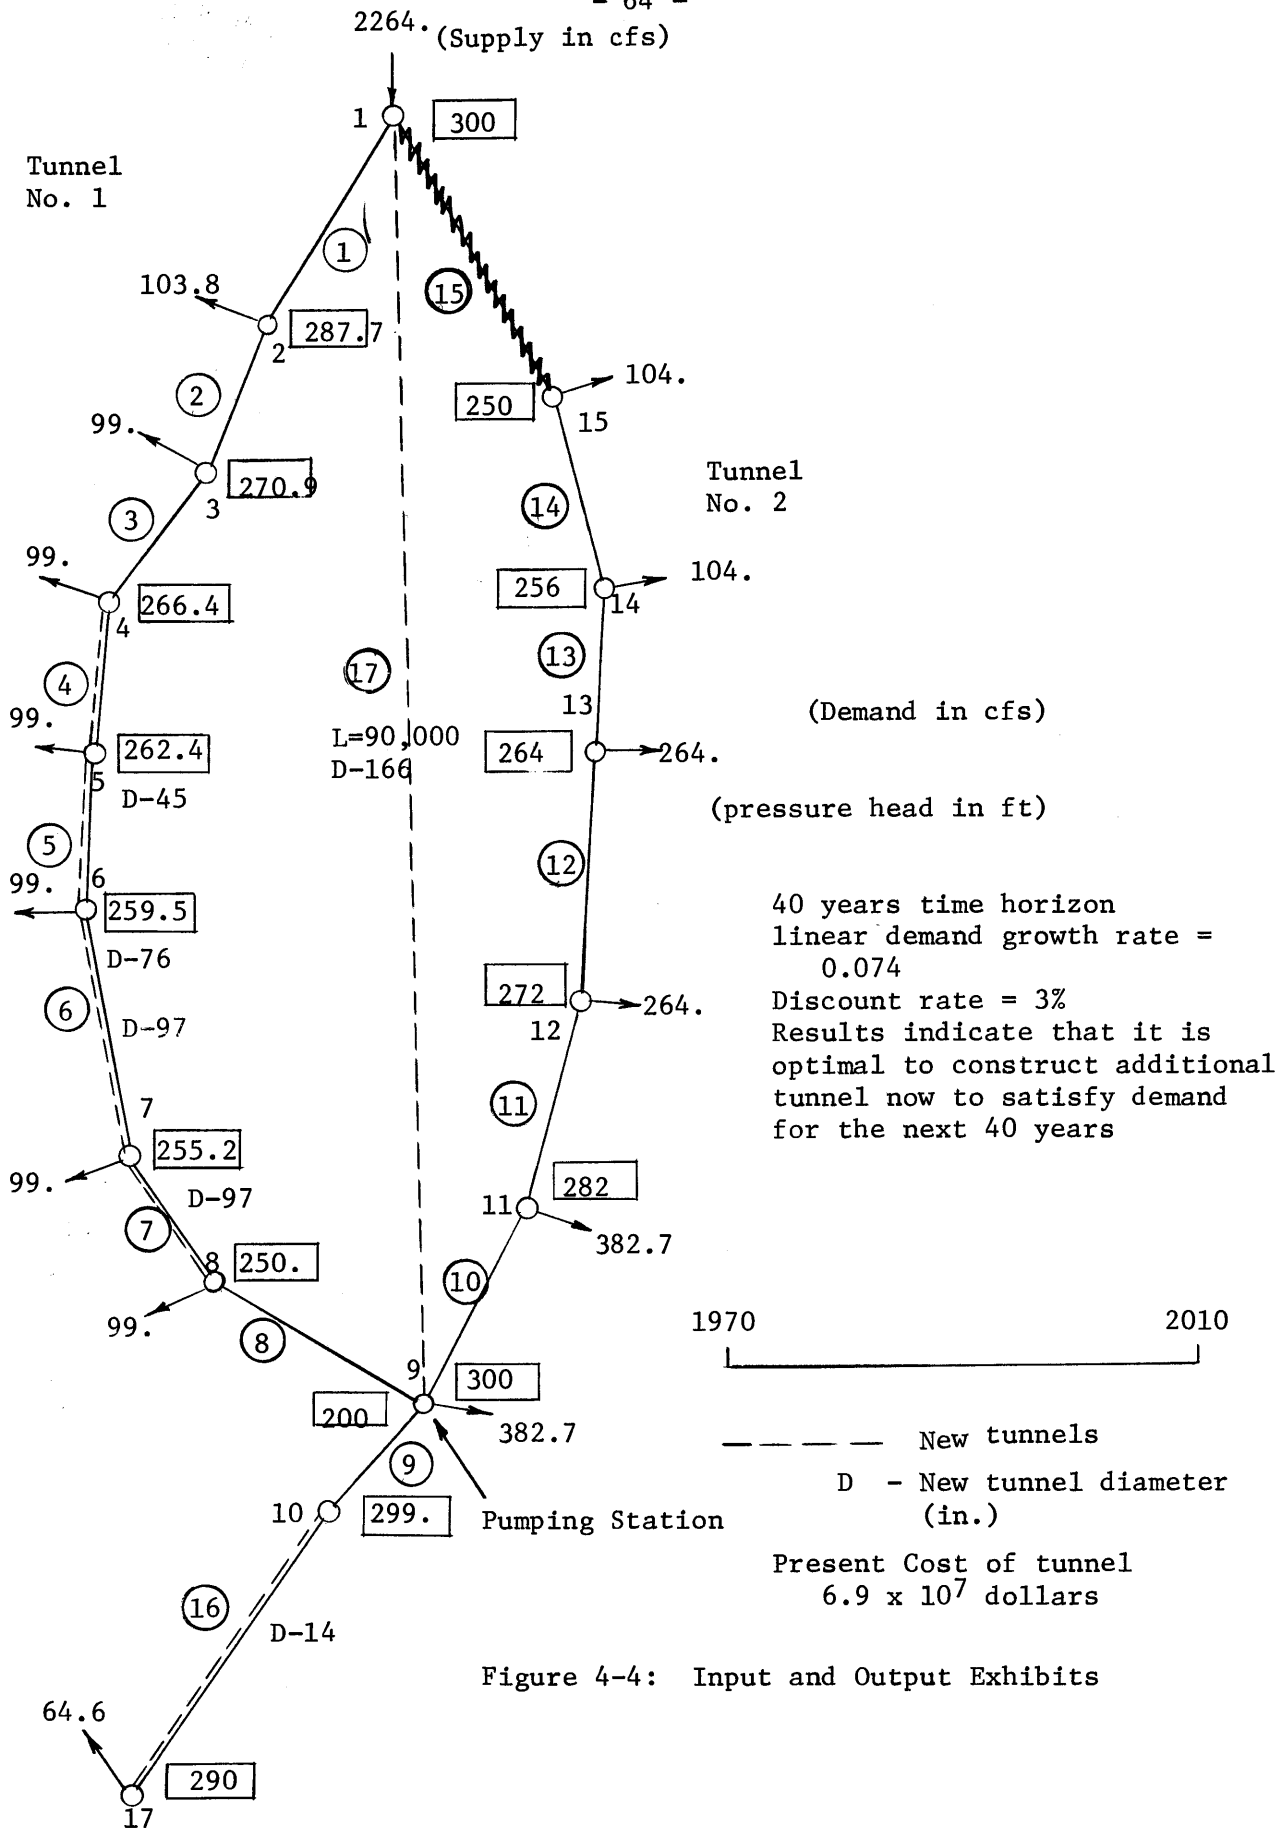 - 64 -
2264.
(Supply in cfs)
1
300
Tunnel
No. 1
1
15
103.8
2
287.7
2
99.
3
270.9
250
104.
15
Tunnel
No. 2
3
14
99.
4
266.4
256
104.
14
4
17
13
13
L=90,000
D-166
99.
5
262.4
D-45
264
264.
(Demand in cfs)
(pressure head in ft)
5
12
99.
6
259.5
D-76
6
D-97
272
264.
12
40 years time horizon
linear demand growth rate =
0.074
Discount rate = 3%
Results indicate that it is
optimal to construct additional
tunnel now to satisfy demand
for the next 40 years
11
7
255.2
99.
D-97
282
11
382.7
7
8
250.
99.
10
8
1970
2010
9
300
200
382.7
9
10
299.
Pumping Station
New tunnels
D - New tunnel diameter
(in.)
Present Cost of tunnel
6.9 x 10⁷ dollars
16
D-14
Figure 4-4: Input and Output Exhibits
64.6
290
17